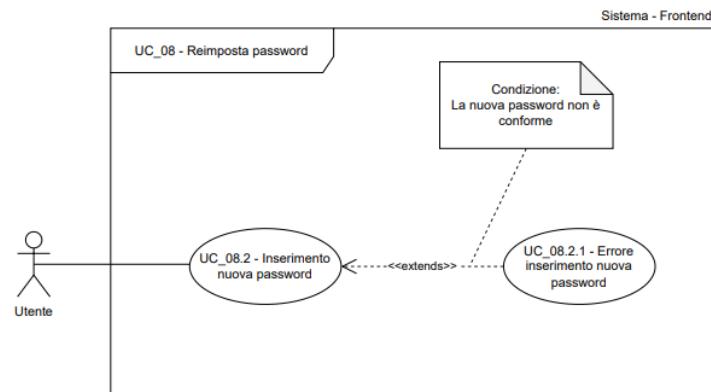 Sistema - Frontend
UC_08 - Reimposta password
Condizione:
La nuova password non è
conforme
UC_08.2 - Inserimento
nuova password
<<extends>>
UC_08.2.1 - Errore
inserimento nuova
password
Utente